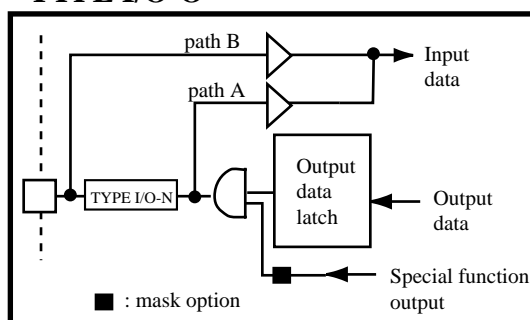 path B
Input
data
path A
Output
data
latch
TYPE I/O-N
Output
data
Special function
output
: mask option